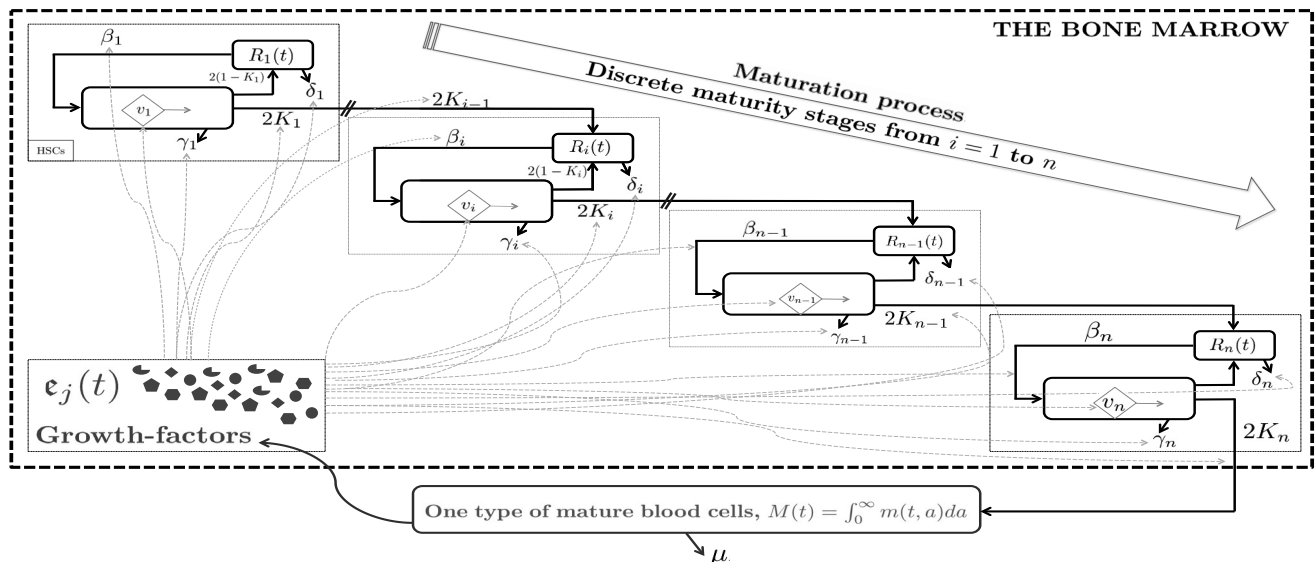 THE BONE MARROW
Maturation process
Discrete maturity stages from i = 1 to n
β₁
R₁(t)
2(1 − K₁)
δ₁
v₁
2K₁
γ₁
HSCs
2Kᵢ₋₁
βᵢ
Rᵢ(t)
2(1 − Kᵢ)
δᵢ
vᵢ
2Kᵢ
γᵢ
βₙ₋₁
Rₙ₋₁(t)
δₙ₋₁
vₙ₋₁
2Kₙ₋₁
γₙ₋₁
βₙ
Rₙ(t)
δₙ
vₙ
2Kₙ
γₙ
𝔢ⱼ(t)
Growth-factors
One type of mature blood cells, M(t) = ∫₀^∞ m(t, a)da
μ